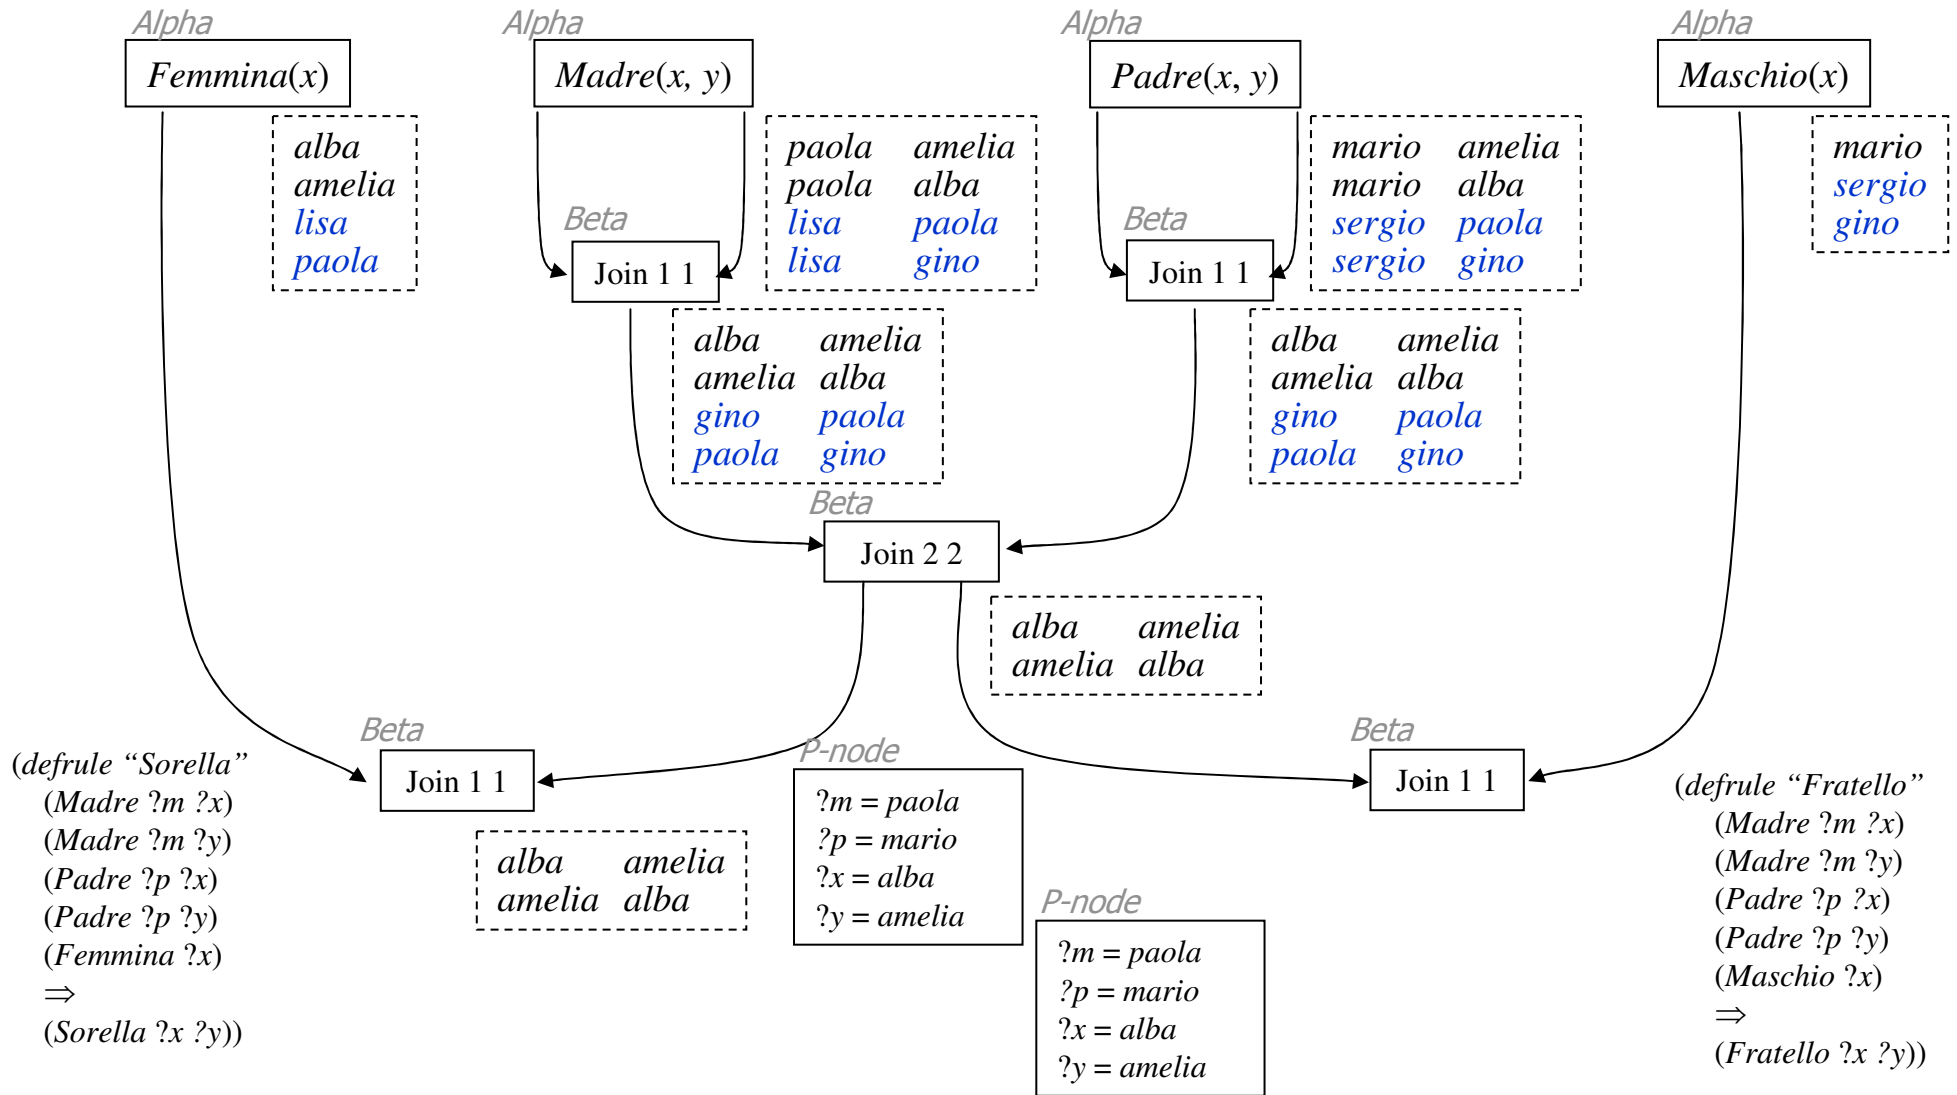 Alpha
Femmina(x)
alba
amelia
lisa
paola
Alpha
Madre(x, y)
paola amelia
paola alba
lisa paola
lisa gino
Beta
Join 1 1
alba amelia
amelia alba
gino paola
paola gino
Alpha
Padre(x, y)
mario amelia
mario alba
sergio paola
sergio gino
Beta
Join 1 1
alba amelia
amelia alba
gino paola
paola gino
Alpha
Maschio(x)
mario
sergio
gino
Beta
Join 2 2
alba amelia
amelia alba
(defrule “Sorella”
(Madre ?m ?x)
(Madre ?m ?y)
(Padre ?p ?x)
(Padre ?p ?y)
(Femmina ?x)
⇒
(Sorella ?x ?y))
Beta
Join 1 1
alba amelia
amelia alba
P-node
?m = paola
?p = mario
?x = alba
?y = amelia
P-node
?m = paola
?p = mario
?x = alba
?y = amelia
Beta
Join 1 1
(defrule “Fratello”
(Madre ?m ?x)
(Madre ?m ?y)
(Padre ?p ?x)
(Padre ?p ?y)
(Maschio ?x)
⇒
(Fratello ?x ?y))